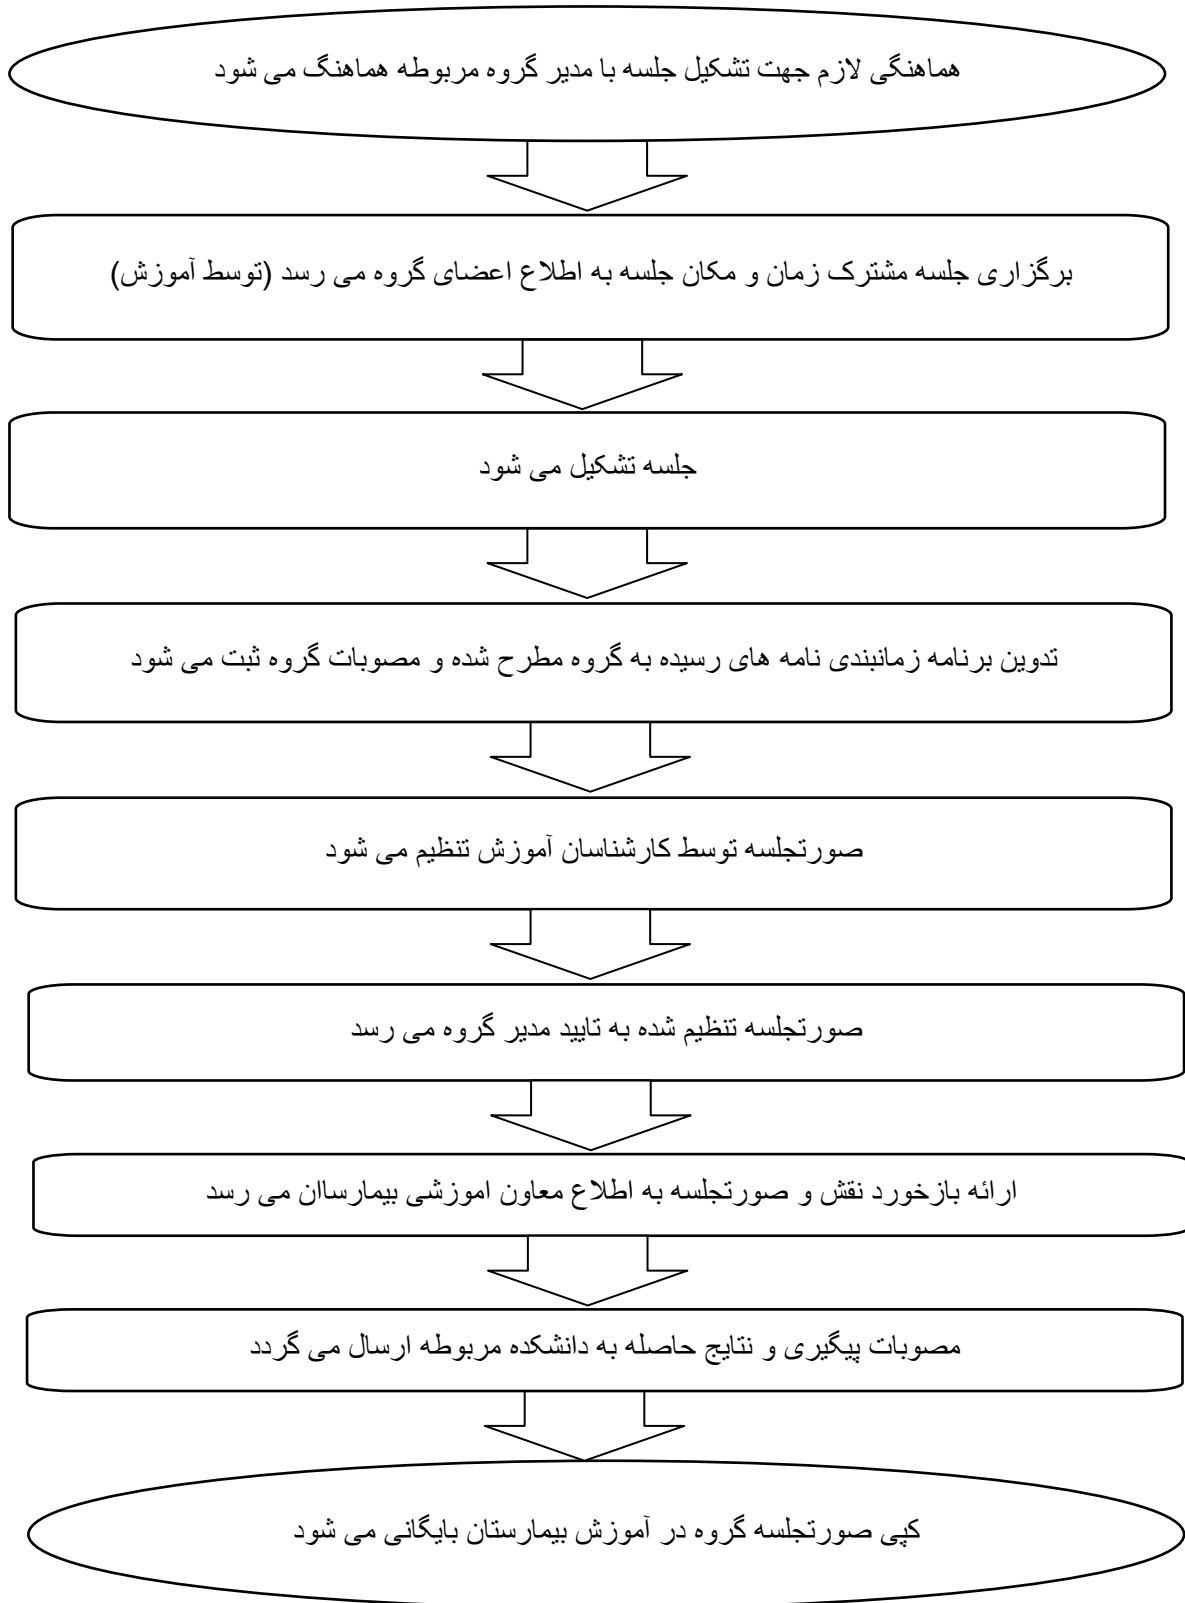 هماهنگی لازم جهت تشکیل جلسه با مدیر گروه مربوطه هماهنگ می شود
برگزاری جلسه مشترک زمان و مکان جلسه به اطلاع اعضای گروه می رسد (توسط آموزش)
جلسه تشکیل می شود
تدوین برنامه زمانبندی نامه های رسیده به گروه مطرح شده و مصوبات گروه ثبت می شود
صورتجلسه توسط کارشناسان آموزش تنظیم می شود
صورتجلسه تنظیم شده به تایید مدیر گروه می رسد
ارائه بازخورد نقش و صورتجلسه به اطلاع معاون اموزشی بیمارساان می رسد
مصوبات پیگیری و نتایج حاصله به دانشکده مربوطه ارسال می گردد
کپی صورتجلسه گروه در آموزش بیمارستان بایگانی می شود